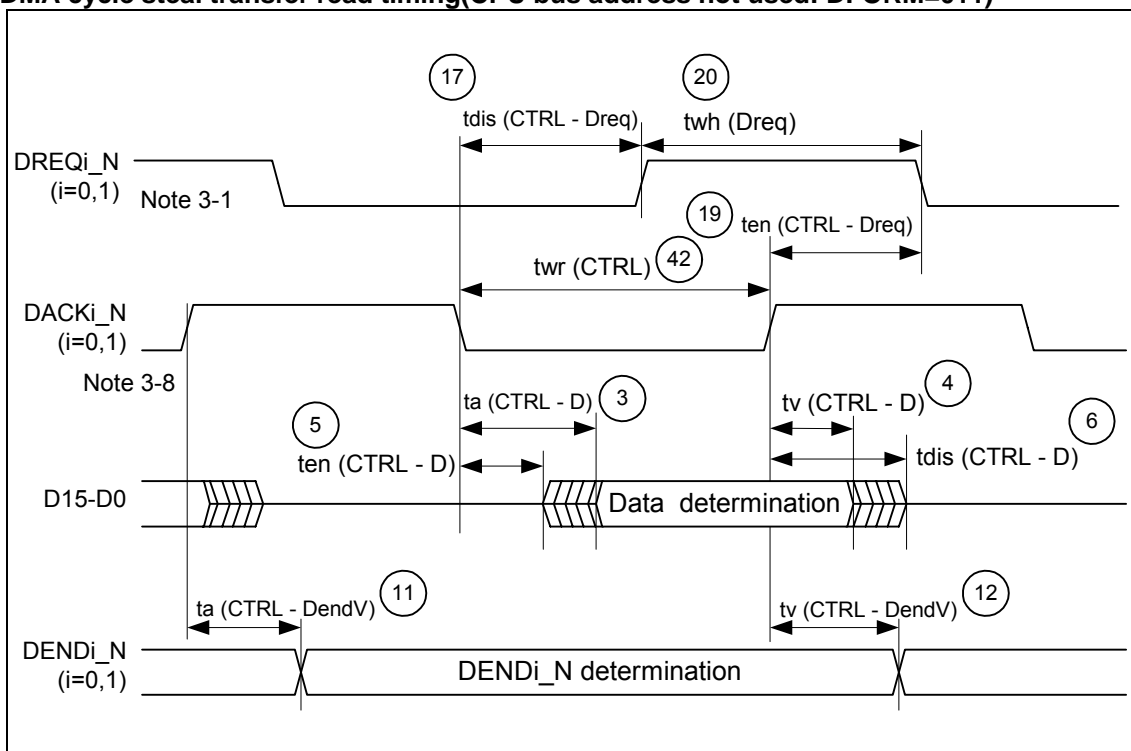 DMA cycle steal transfer read timing(CPU bus address not used: DFORM=011)
17
20
tdis (CTRL - Dreq)
twh (Dreq)
DREQi_N
(i=0,1)
Note 3-1
19
ten (CTRL - Dreq)
twr (CTRL)
42
DACKi_N
(i=0,1)
Note 3-8
ta (CTRL - D)
3
tv (CTRL - D)
4
5
6
ten (CTRL - D)
tdis (CTRL - D)
D15-D0
Data determination
ta (CTRL - DendV)
11
tv (CTRL - DendV)
12
DENDi_N
(i=0,1)
DENDi_N determination